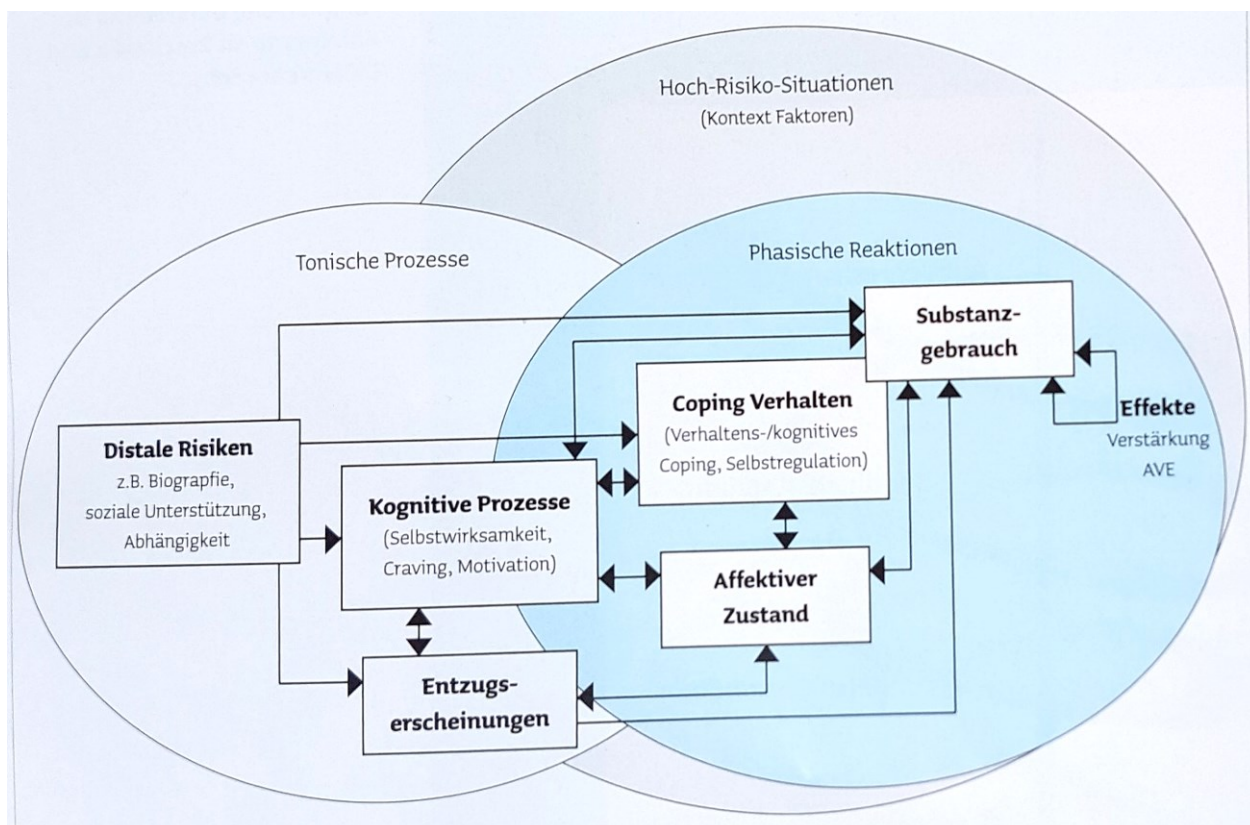 Hoch-Risiko-Situationen
(Kontext Faktoren)
Tonische Prozesse
Phasische Reaktionen
Substanz-
gebrauch
Coping Verhalten
(Verhaltens-/kognitives
Coping, Selbstregulation)
Effekte
Verstärkung
AVE
Distale Risiken
z.B. Biograpfie,
soziale Unterstützung,
Abhängigkeit
Kognitive Prozesse
(Selbstwirksamkeit,
Craving, Motivation)
Affektiver
Zustand
Entzugs-
erscheinungen